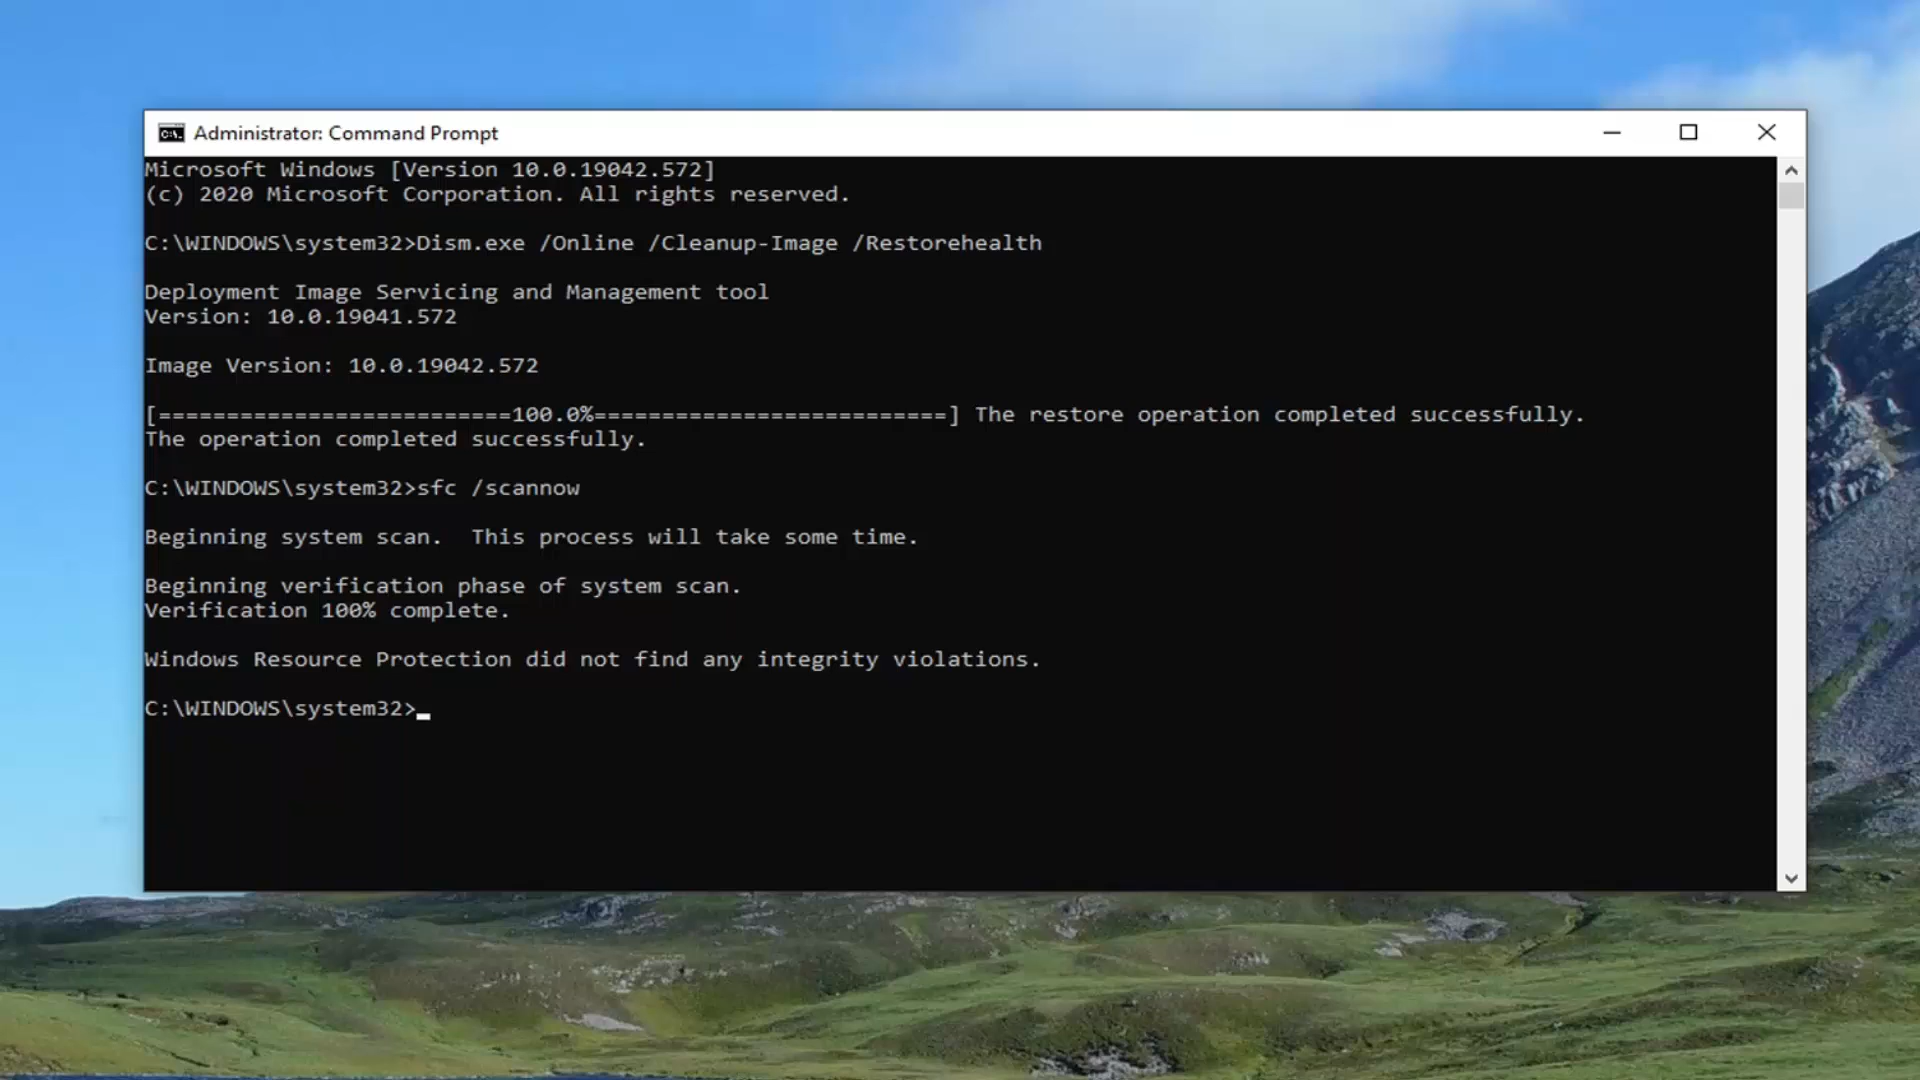 Administrator: Command Prompt
Microsoft Windows [Version 10.0.19042.572]
(c) 2020 Microsoft Corporation. All rights reserved.
C:\WINDOWS\system32>Dism.exe /Online /Cleanup-Image /Restorehealth
Deployment Image Servicing and Management tool
Version: 10.0.19041.572
Image Version: 10.0.19042.572
[==========================100.0%==========================] The restore operation completed successfully.
The operation completed successfully.
C:\WINDOWS\system32>sfc /scannow
Beginning system scan.  This process will take some time.
Beginning verification phase of system scan.
Verification 100% complete.
Windows Resource Protection did not find any integrity violations.
C:\WINDOWS\system32>